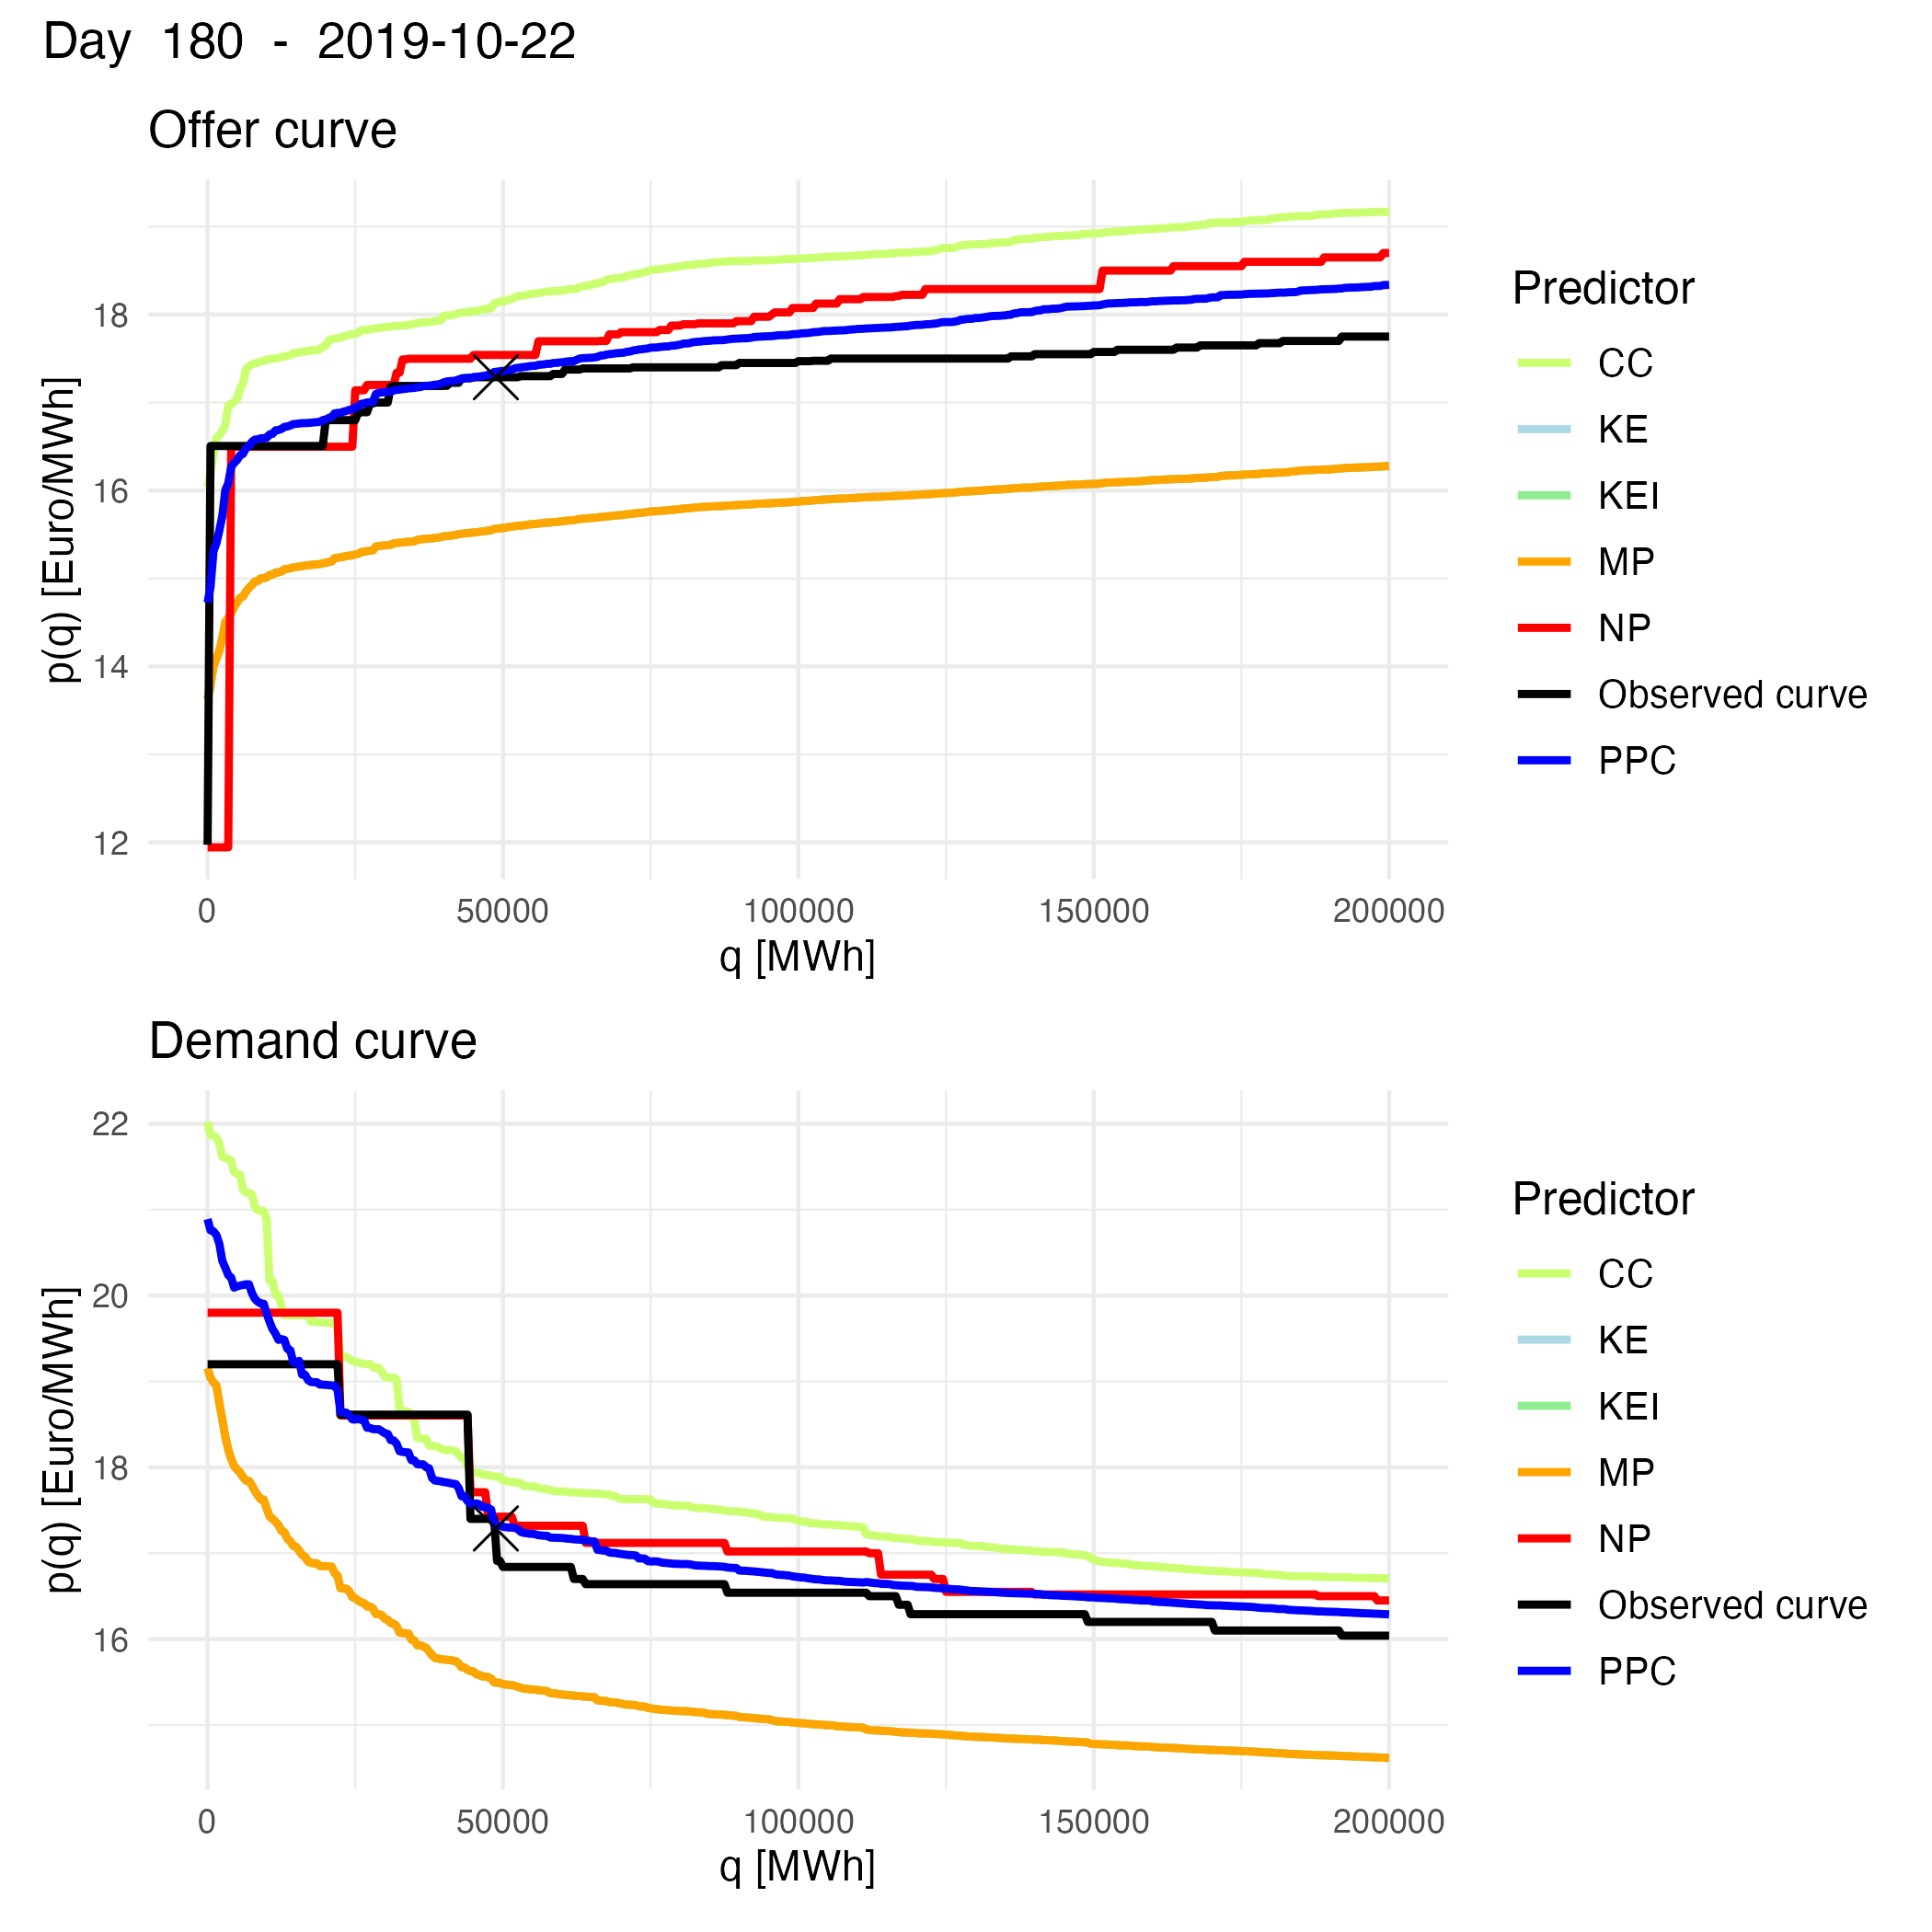 Day 180 - 2019-10-22
Offer curve
p(q) [Euro/MWh]
18
16
14
12
0 50000 100000 150000 200000
q [MWh]
Predictor
CC
KE
KEI
MP
NP
Observed curve
PPC
Demand curve
p(q) [Euro/MWh]
22
20
18
16
0 50000 100000 150000 200000
q [MWh]
Predictor
CC
KE
KEI
MP
NP
Observed curve
PPC